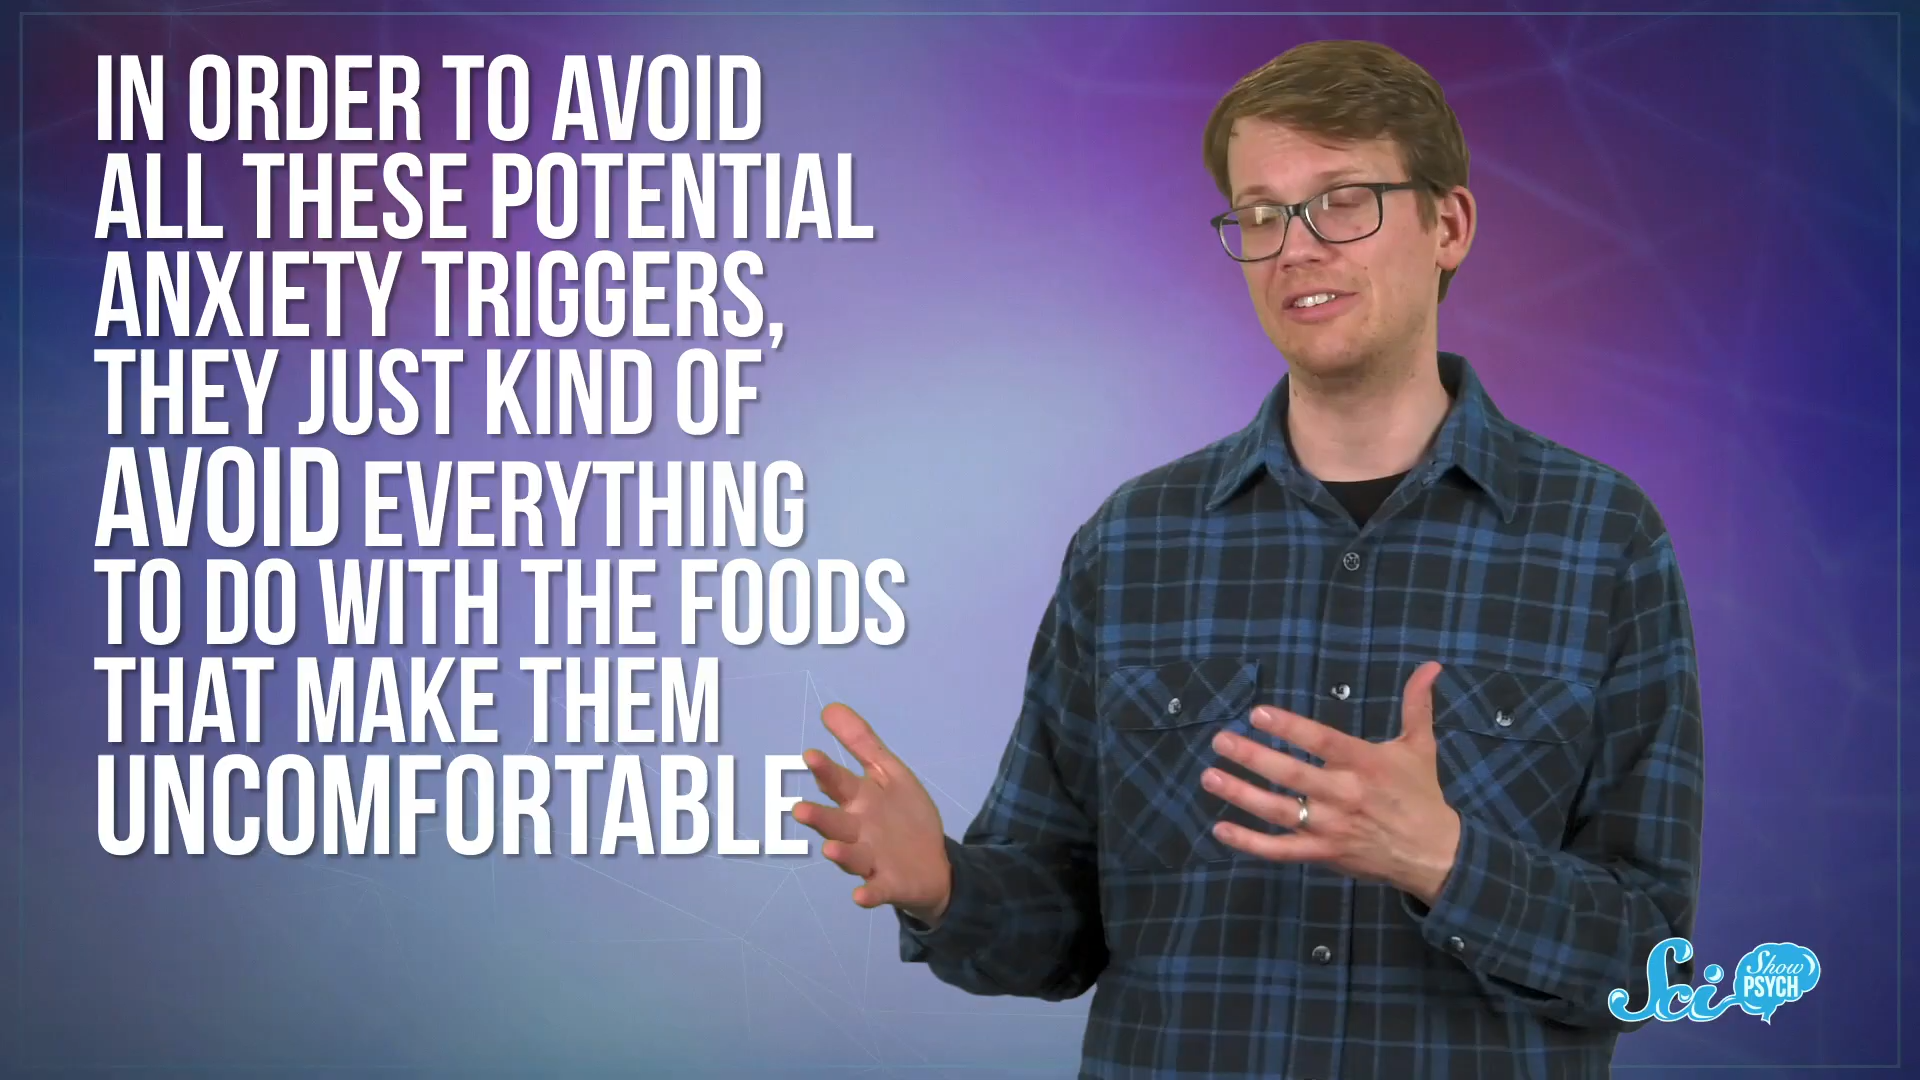 IN ORDER TO AVOID
ALL THESE POTENTIAL
ANXIETY TRIGGERS,
THEY JUST KIND OF
AVOID EVERYTHING
TO DO WITH THE FOODS
THAT MAKE THEM
UNCOMFORTABLE
Sci Show
PSYCH